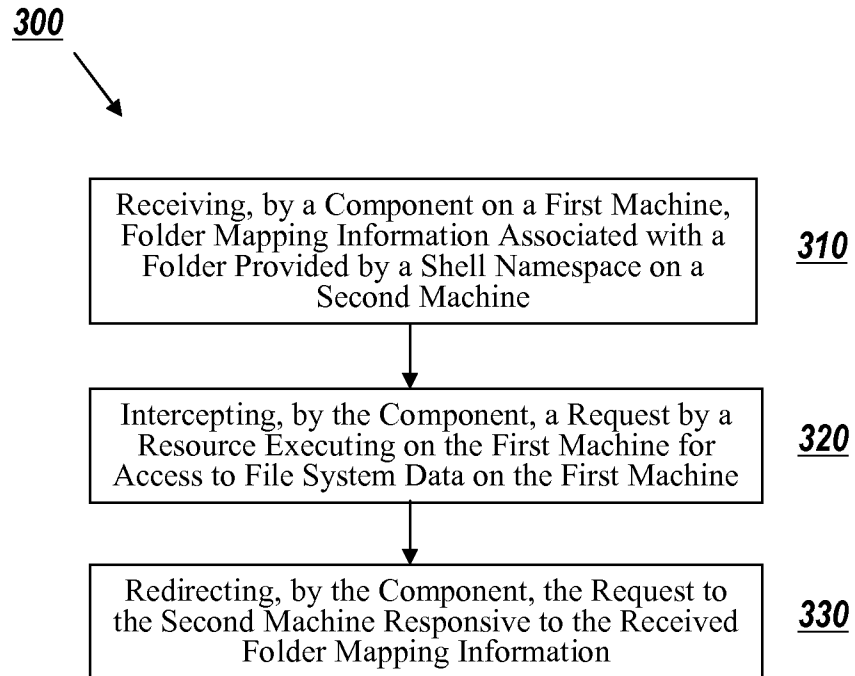 300
Receiving, by a Component on a First Machine,
Folder Mapping Information Associated with a
Folder Provided by a Shell Namespace on a
Second Machine
310
Intercepting, by the Component, a Request by a
Resource Executing on the First Machine for
Access to File System Data on the First Machine
320
Redirecting, by the Component, the Request to
the Second Machine Responsive to the Received
Folder Mapping Information
330